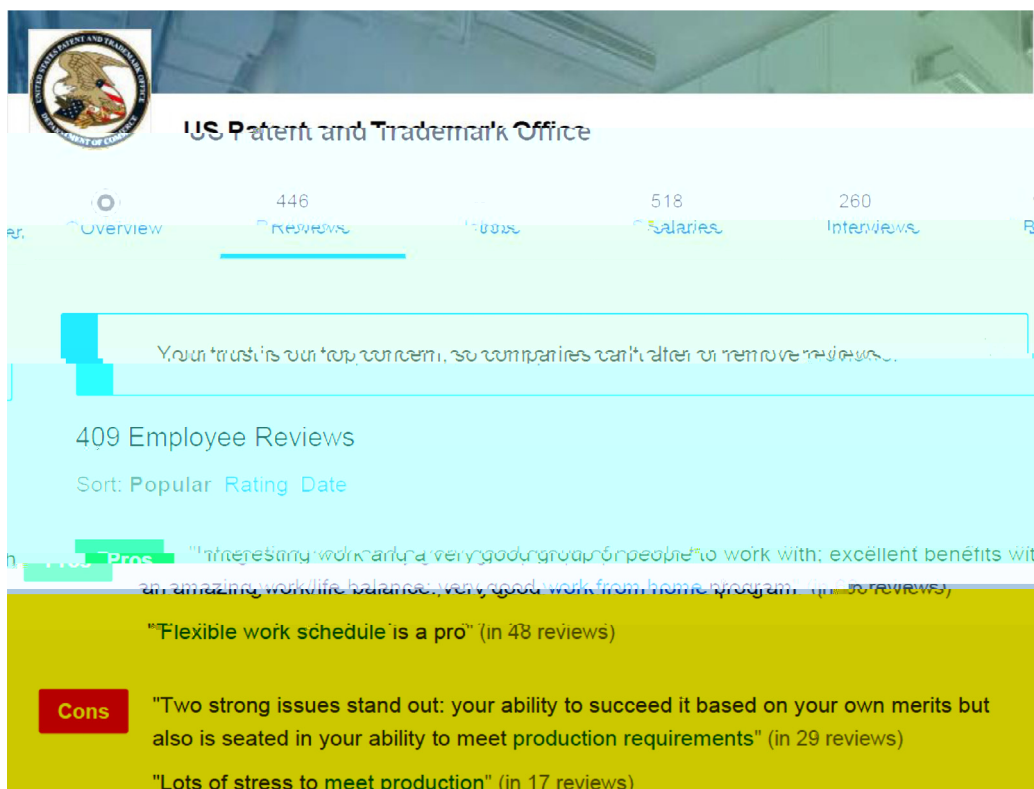 US Patent and Trademark Office
446 518 260
Overview Reviews Salaries Interviews
Your trust is our top concern, so companies can't alter or remove reviews.
409 Employee Reviews
Sort: Popular Rating Date
Pros "Interesting work and a very good group of people to work with; excellent benefits wit
an amazing work/life balance; very good work from home program" (in reviews)
"Flexible work schedule is a pro" (in 48 reviews)
Cons "Two strong issues stand out: your ability to succeed it based on your own merits but
also is seated in your ability to meet production requirements" (in 29 reviews)
"Lots of stress to meet production" (in 17 reviews)